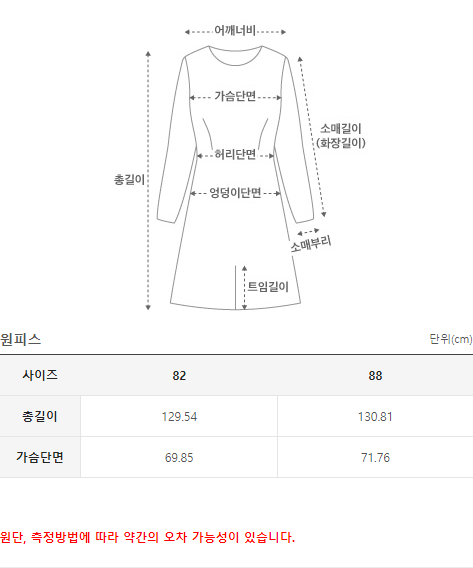 어깨너비
가슴단면
소매길이
(화장길이)
허리단면
총길이
엉덩이단면
소매부리
트임길이
원피스 단위(cm)
사이즈 82 88
총길이 129.54 130.81
가슴단면 69.85 71.76
원단, 측정방법에 따라 약간의 오차 가능성이 있습니다.